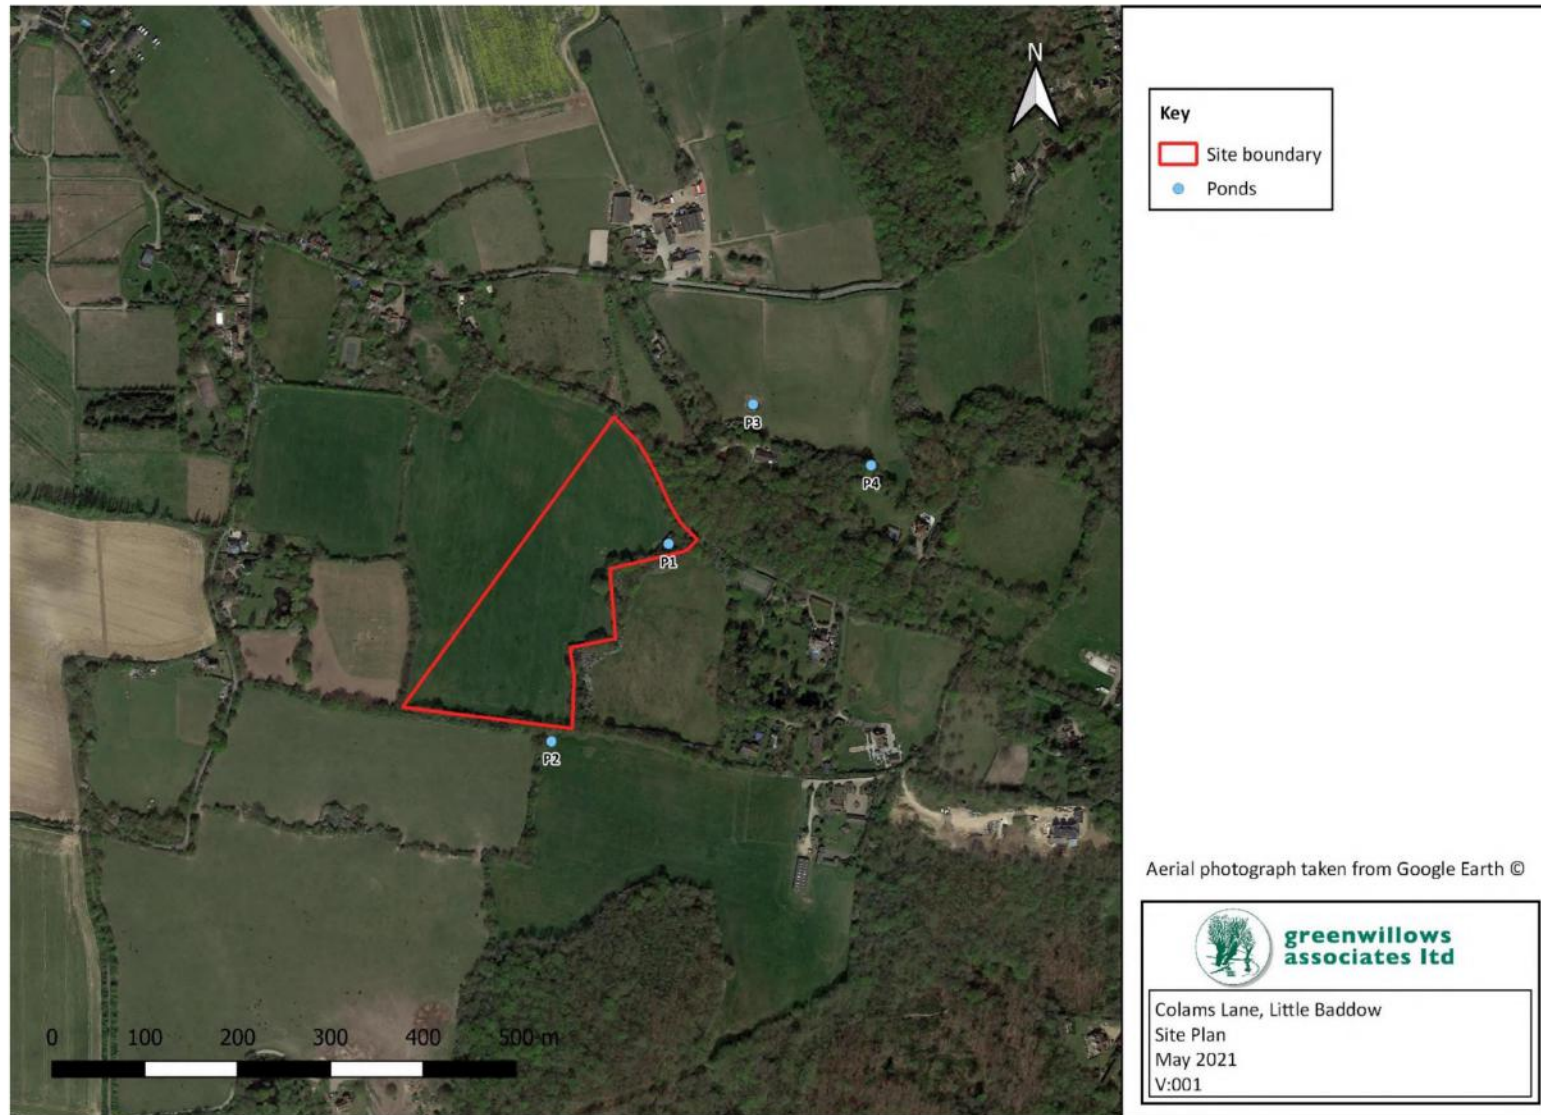 N
Key
Site boundary
Ponds
P3
P4
P1
P2
0 100 200 300 400 500 m
Aerial photograph taken from Google Earth ©
greenwillows
associates ltd
Colams Lane, Little Baddow
Site Plan
May 2021
V:001